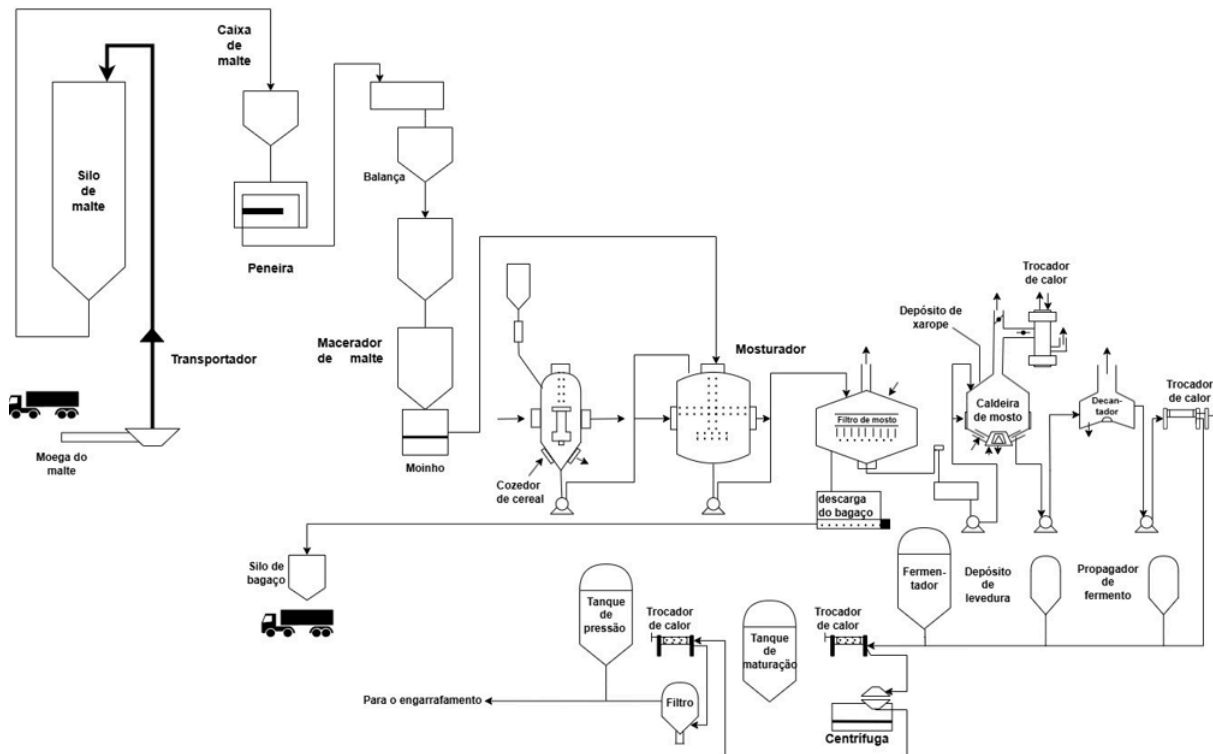 Caixa
de
malte
Silo
de
malte
Balança
Peneira
Transportador
Macerador
de malte
Moega do
malte
Moinho
Cozedor
de cereal
Mosturador
Filtro de mosto
descarga
do bagaço
Depósito de
xarope
Trocador
de calor
Caldeira
de mosto
Decan-
tador
Trocador
de calor
Silo de
bagaço
Tanque
de
pressão
Trocador
de calor
Tanque
de
maturação
Trocador
de calor
Fermen-
tador
Depósito
de
levedura
Propagador
de
fermento
Para o engarrafamento
Filtro
Centrífuga